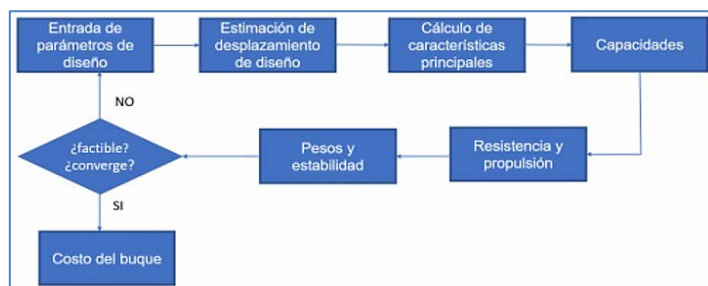 Entrada de
parámetros de
diseño
Estimación de
desplazamiento
de diseño
Cálculo de
características
principales
Capacidades
NO
¿factible?
¿converge?
Pesos y
estabilidad
Resistencia y
propulsión
SI
Costo del buque